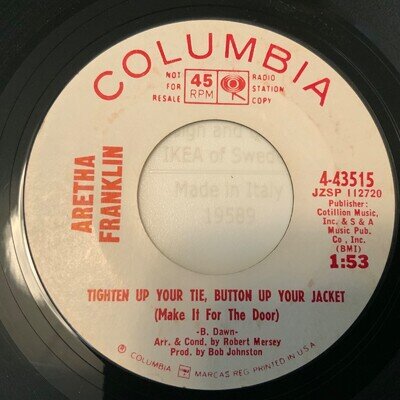 COLUMBIA
NOT
FOR
RESALE
45
RPM
RADIO
STATION
COPY
ARETHA
FRANKLIN
IKEA of Swed
Made in Italy
19589
4-43515
JZSP 112720
Publisher:
Cotillion Music,
Inc. & S & A
Music Pub.
Co., Inc.
(BMI)
1:53
TIGHTEN UP YOUR TIE, BUTTON UP YOUR JACKET
(Make It For The Door)
-B. Dawn-
Arr. & Cond. by Robert Mersey
Prod. by Bob Johnston
© COLUMBIA MARCAS REG. PRINTED IN U.S.A.